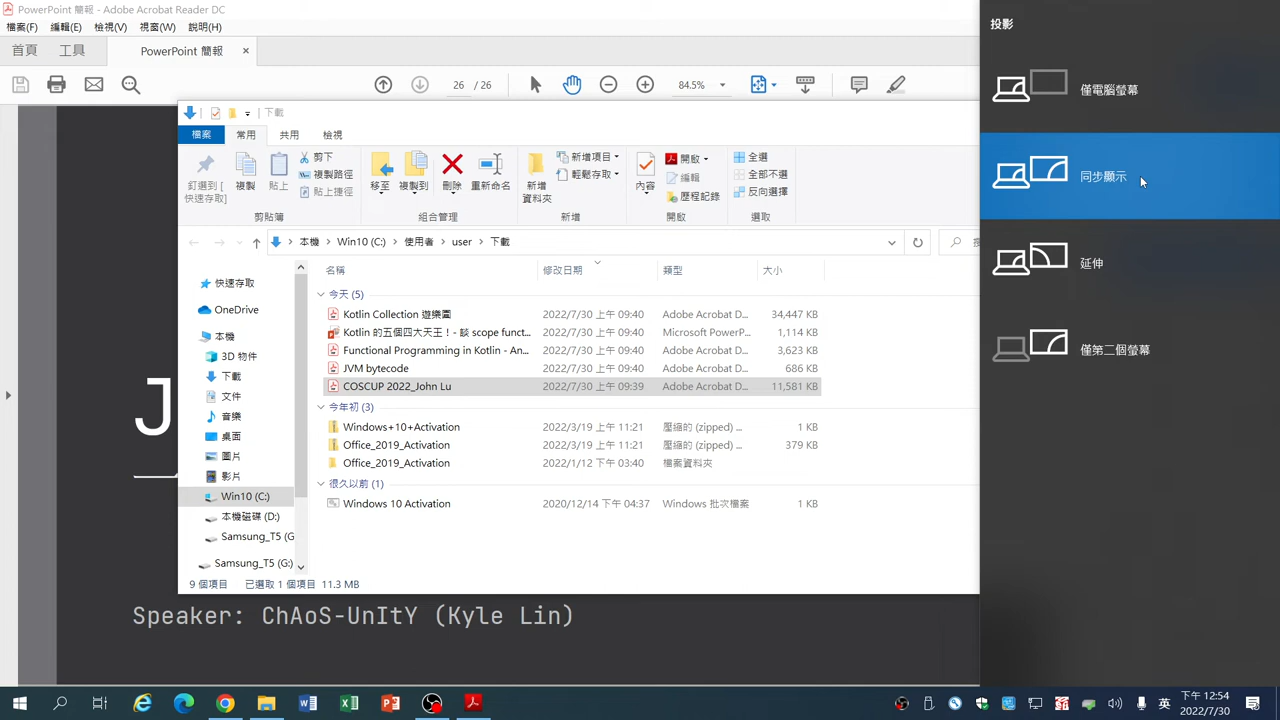 PowerPoint 簡報 - Adobe Acrobat Reader DC
檔案(F) 編輯(E) 檢視(V) 視窗(W) 說明(H)
首頁 工具 PowerPoint 簡報 ×
26 / 26 84.5%
下載
檔案 常用 共用 檢視
釘選到 [快速存取] 複製 貼上 剪下 複製路徑 貼上捷徑
移至 複製到 刪除 重新命名
新增資料夾 新增項目 輕鬆存取
內容 開啟 編輯 歷程記錄
全選 全部不選 反向選擇
剪貼簿 組合管理 新增 開啟 選取
本機 Win10 (C:) 使用者 user 下載
名稱 修改日期 類型 大小
快速存取
OneDrive
本機
3D 物件
下載
文件
音樂
桌面
圖片
影片
Win10 (C:)
本機磁碟 (D:)
Samsung_T5 (G
Samsung_T5 (G:)
今天 (5)
Kotlin Collection 遊樂園 2022/7/30 上午 09:40 Adobe Acrobat D... 34,447 KB
Kotlin 的五個四大天王！- 談 scope funct... 2022/7/30 上午 09:40 Microsoft PowerP... 1,114 KB
Functional Programming in Kotlin - An... 2022/7/30 上午 09:40 Adobe Acrobat D... 3,623 KB
JVM bytecode 2022/7/30 上午 09:40 Adobe Acrobat D... 686 KB
COSCUP 2022_John Lu 2022/7/30 上午 09:39 Adobe Acrobat D... 11,581 KB
今年初 (3)
Windows+10+Activation 2022/3/19 上午 11:21 壓縮的 (zipped) ... 1 KB
Office_2019_Activation 2022/3/19 上午 11:21 壓縮的 (zipped) ... 379 KB
Office_2019_Activation 2022/1/12 下午 03:40 檔案資料夾
很久以前 (1)
Windows 10 Activation 2020/12/14 下午 04:37 Windows 批次檔案 1 KB
9 個項目 已選取 1 個項目 11.3 MB
J
Speaker: ChAoS-UnItY (Kyle Lin)
投影
僅電腦螢幕
同步顯示
延伸
僅第二個螢幕
英 下午 12:54
2022/7/30